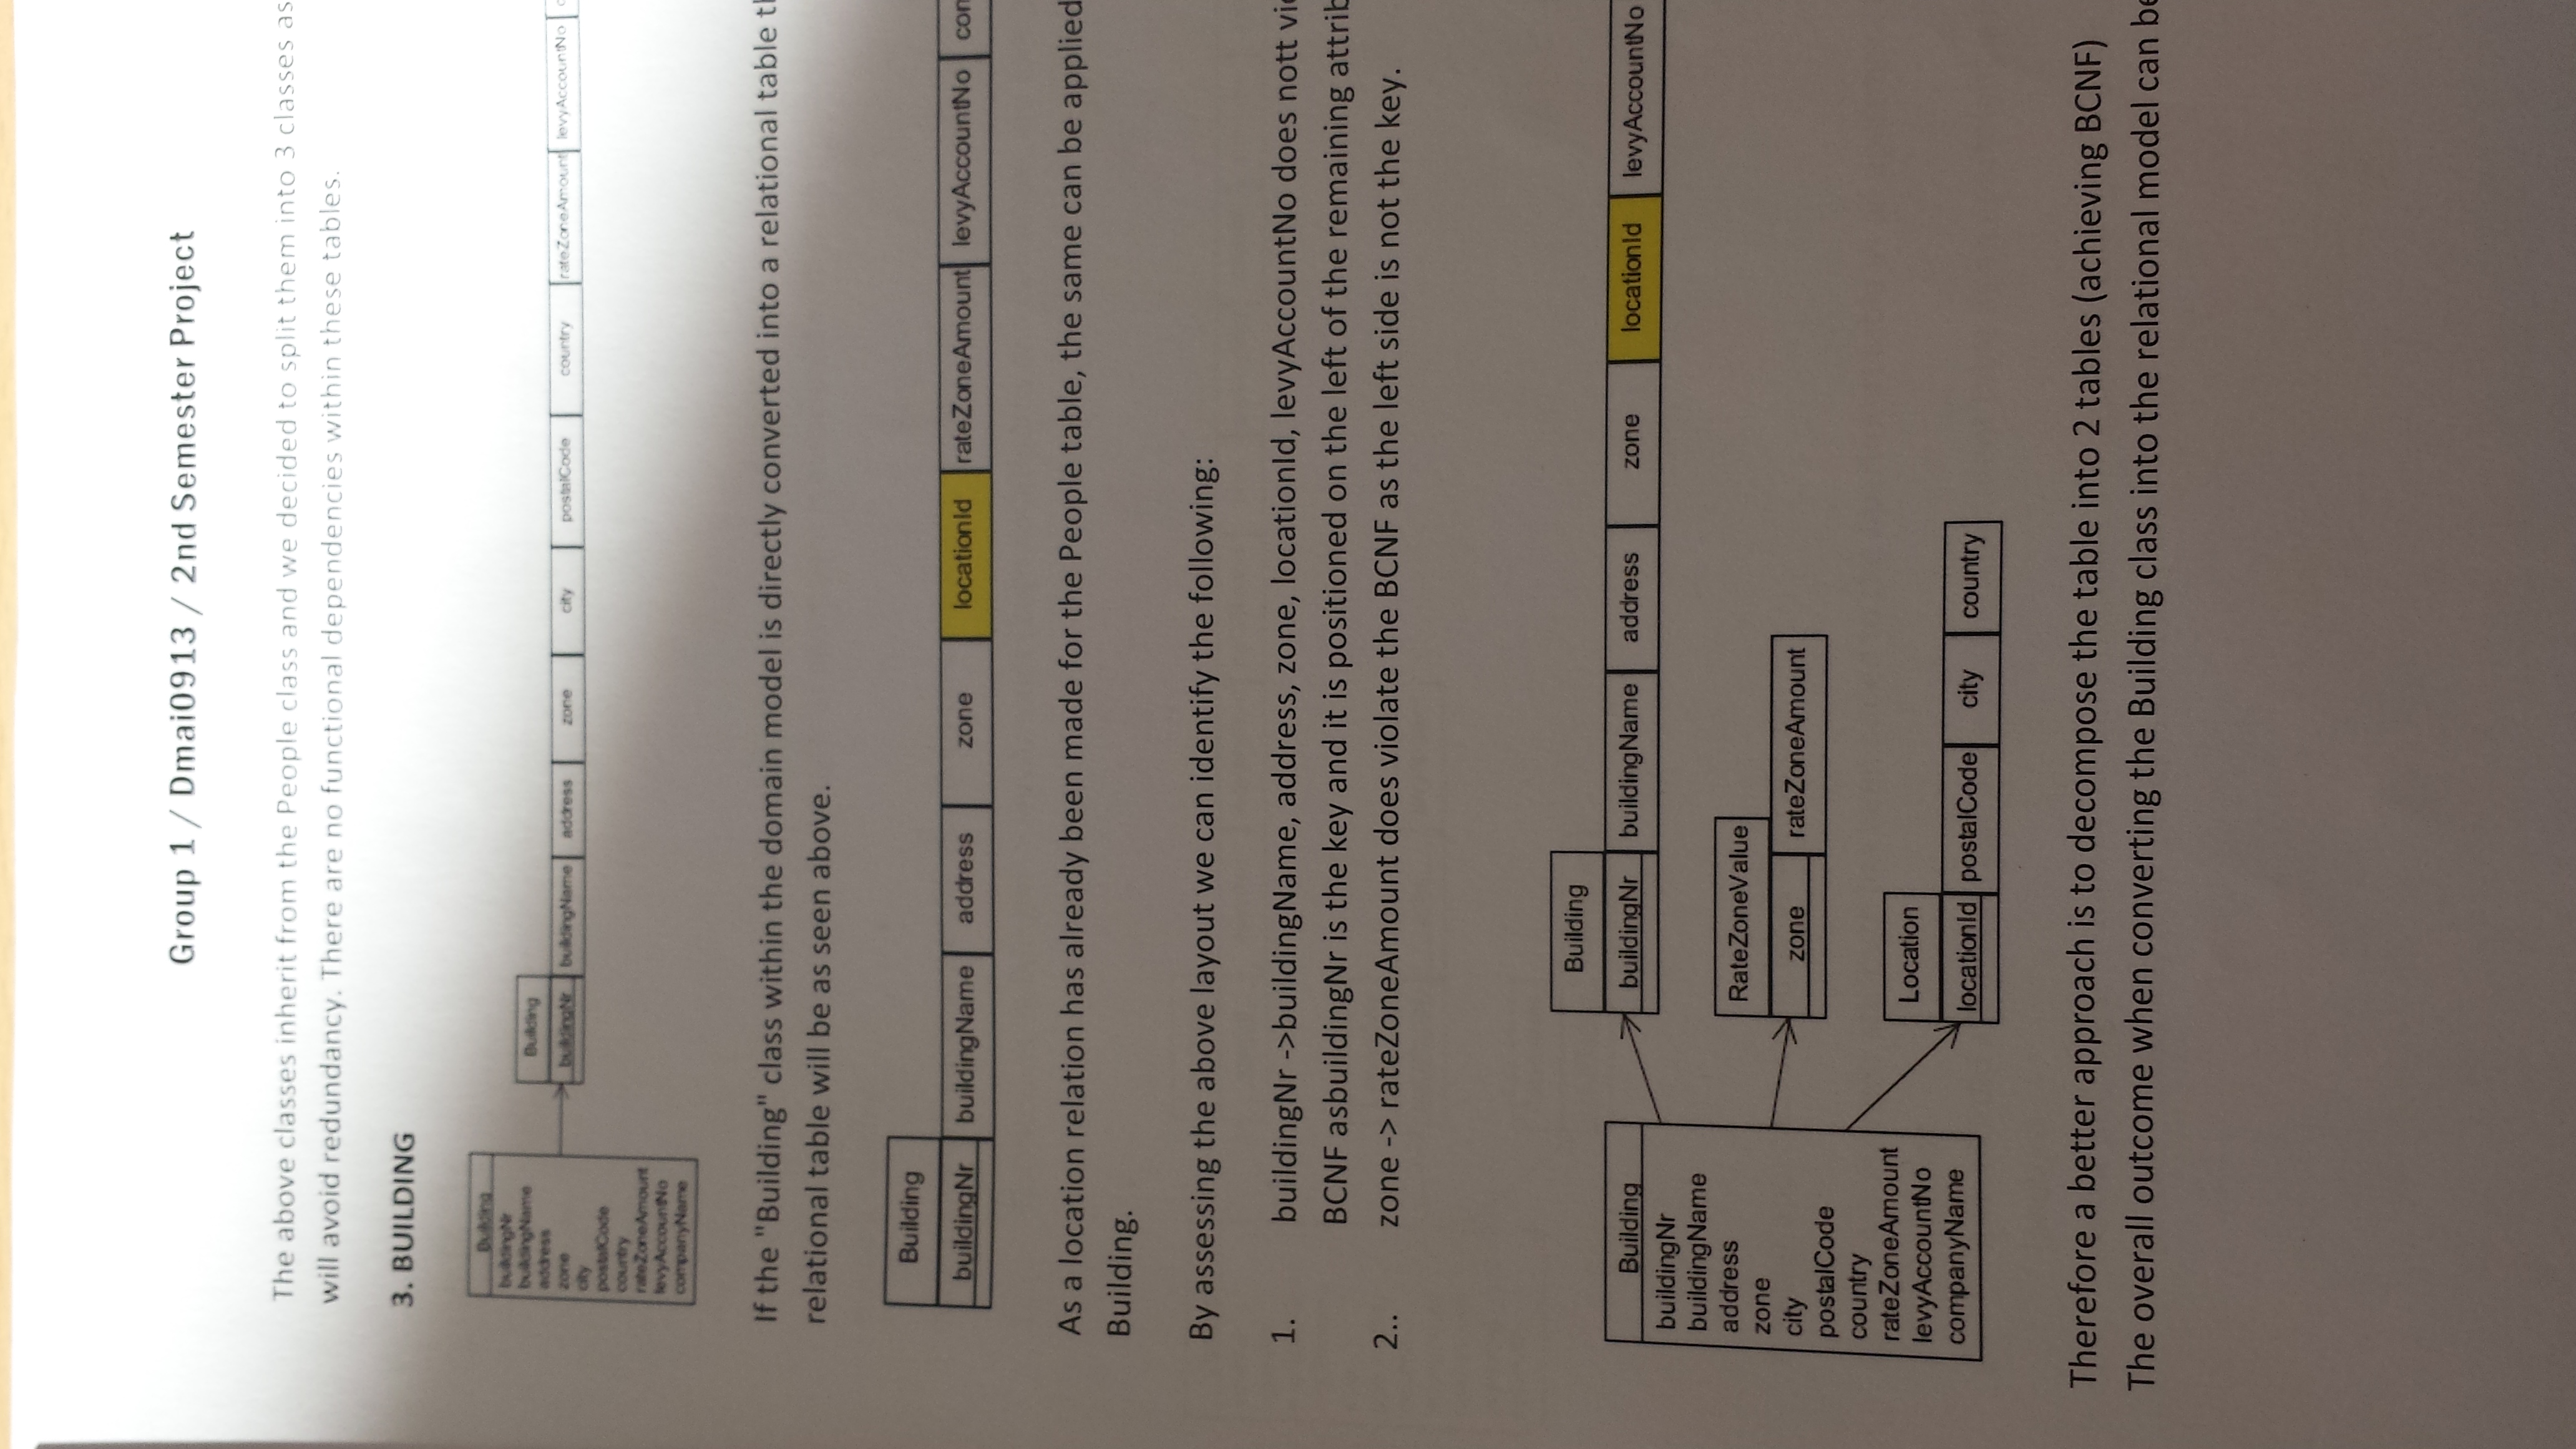 Group 1 / Dmai0913 / 2nd Semester Project
The above classes inherit from the People class and we decided to split them into 3 classes as
will avoid redundancy. There are no functional dependencies within these tables.
3. BUILDING
Building
buildingNr
buildingName
address
zone
city
postalCode
country
rateZoneAmount
levyAccountNo
companyName
Building
buildingNr buildingName address zone city postalCode country rateZoneAmount levyAccountNo
If the "Building" class within the domain model is directly converted into a relational table
relational table will be as seen above.
Building
buildingNr buildingName address zone locationId rateZoneAmount levyAccountNo
As a location relation has already been made for the People table, the same can be applied
Building.
By assessing the above layout we can identify the following:
1. buildingNr ->buildingName, address, zone, locationId, levyAccountNo does nott
BCNF asbuildingNr is the key and it is positioned on the left of the remaining
2.. zone -> rateZoneAmount does violate the BCNF as the left side is not the key.
Building
buildingNr
buildingName
address
zone
city
postalCode
country
rateZoneAmount
levyAccountNo
companyName
Building
buildingNr buildingName address zone locationId levyAccountNo
RateZoneValue
zone rateZoneAmount
Location
locationId postalCode city country
Therefore a better approach is to decompose the table into 2 tables (achieving BCNF)
The overall outcome when converting the Building class into the relational model can